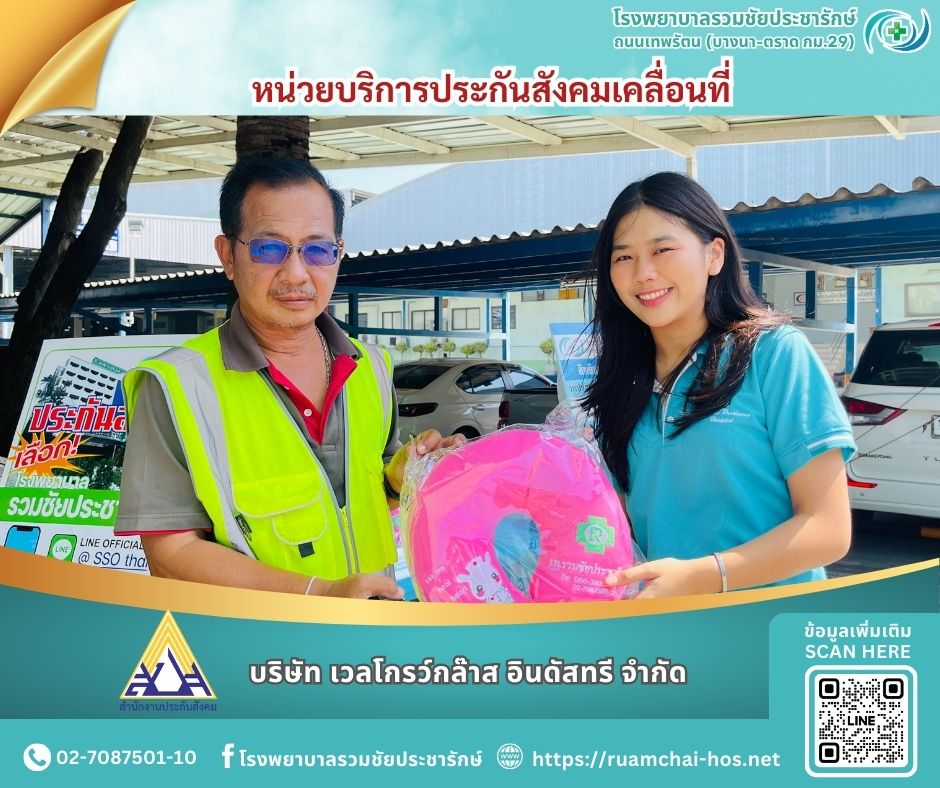 โรงพยาบาลรวมชัยประชารักษ์
ถนนเทพรัตน (บางนา-ตราด กม.29)
หน่วยบริการประกันสังคมเคลื่อนที่
เลือก!
โรงพยาบาล
รวมชัยประชา
LINE OFFICIAL
LINE
@ SSO
R
Hospital
SSANGYONG
สำนักงานประกันสังคม
บริษัท เวลโกรว์กล๊าส อินดัสทรี จำกัด
ข้อมูลเพิ่มเติม
SCAN HERE
LINE
02-7087501-10
โรงพยาบาลรวมชัยประชารักษ์
https://ruamchai-hos.net